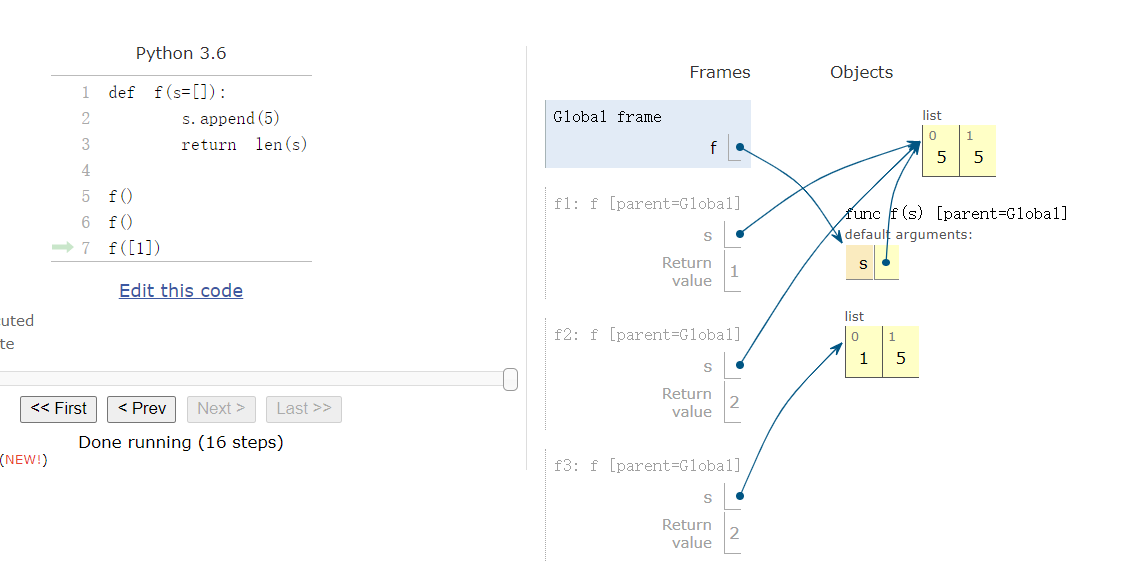 Python 3.6
1 def f(s=[]):
2 s.append(5)
3 return len(s)
4
5 f()
6 f()
7 f([1])
Edit this code
cuted
te
<< First < Prev Next > Last >>
Done running (16 steps)
(NEW!)
Frames Objects
Global frame
f
f1: f [parent=Global]
s
Return
value 1
f2: f [parent=Global]
s
Return
value 2
f3: f [parent=Global]
s
Return
value 2
list
0 1
5 5
func f(s) [parent=Global]
default arguments:
s
list
0 1
1 5